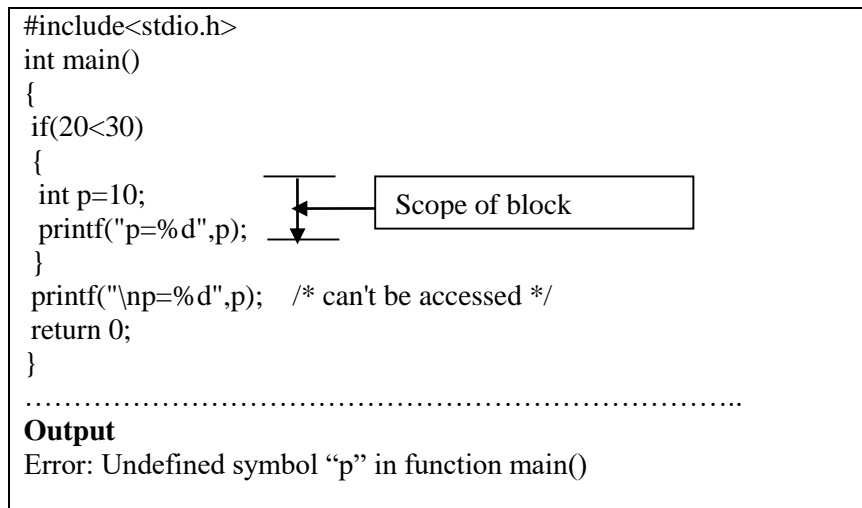 #include<stdio.h>
int main()
{
if(20<30)
{
int p=10;
printf("p=%d",p);
Scope of block
}
printf("\np=%d",p); /* can't be accessed */
return 0;
}
…………………………………………………………………..
Output
Error: Undefined symbol “p” in function main()